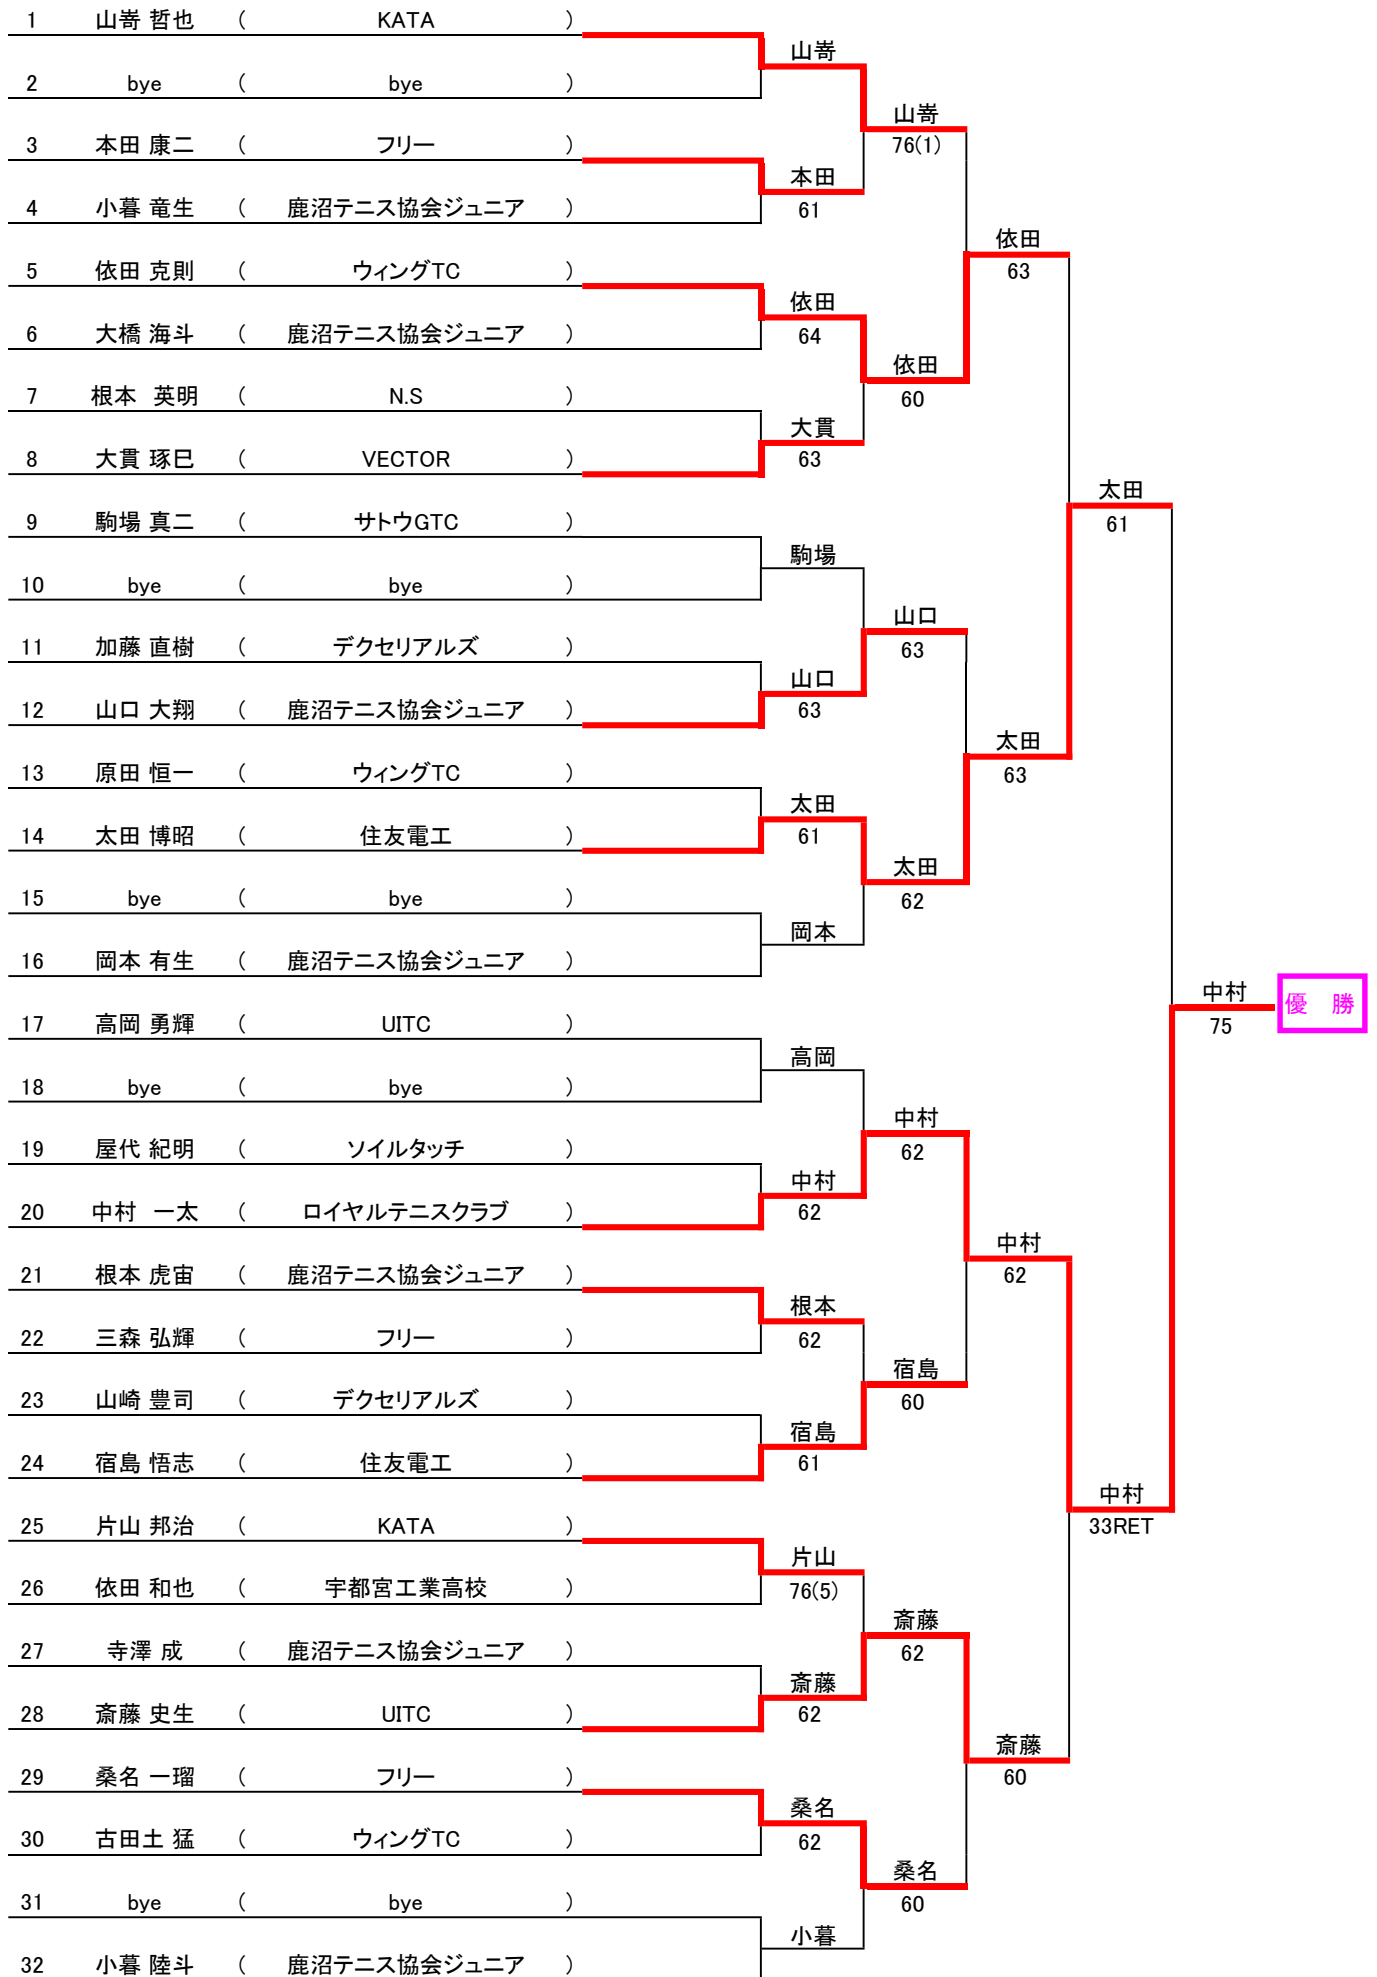 1 山嵜 哲也 ( KATA )
山嵜
2 bye ( bye )
山嵜
3 本田 康二 ( フリー ) 76(1)
本田
4 小暮 竜生 ( 鹿沼テニス協会ジュニア ) 61
依田
5 依田 克則 ( ウィングTC ) 63
依田
6 大橋 海斗 ( 鹿沼テニス協会ジュニア ) 64
依田
7 根本 英明 ( N.S ) 60
大貫
8 大貫 琢巳 ( VECTOR ) 63
太田
9 駒場 真二 ( サトウGTC ) 61
駒場
10 bye ( bye )
山口
11 加藤 直樹 ( デクセリアルズ ) 63
山口
12 山口 大翔 ( 鹿沼テニス協会ジュニア ) 63
太田
13 原田 恒一 ( ウィングTC ) 63
太田
14 太田 博昭 ( 住友電工 ) 61
太田
15 bye ( bye ) 62
岡本
16 岡本 有生 ( 鹿沼テニス協会ジュニア )
中村 優 勝
17 高岡 勇輝 ( UITC ) 75
高岡
18 bye ( bye )
中村
19 屋代 紀明 ( ソイルタッチ ) 62
中村
20 中村 一太 ( ロイヤルテニスクラブ ) 62
中村
21 根本 虎宙 ( 鹿沼テニス協会ジュニア ) 62
根本
22 三森 弘輝 ( フリー ) 62
宿島
23 山崎 豊司 ( デクセリアルズ ) 60
宿島
24 宿島 悟志 ( 住友電工 ) 61
中村
25 片山 邦治 ( KATA ) 33RET
片山
26 依田 和也 ( 宇都宮工業高校 ) 76(5)
斎藤
27 寺澤 成 ( 鹿沼テニス協会ジュニア ) 62
斎藤
28 斎藤 史生 ( UITC ) 62
斎藤
29 桑名 一瑠 ( フリー ) 60
桑名
30 古田土 猛 ( ウィングTC ) 62
桑名
31 bye ( bye ) 60
小暮
32 小暮 陸斗 ( 鹿沼テニス協会ジュニア )